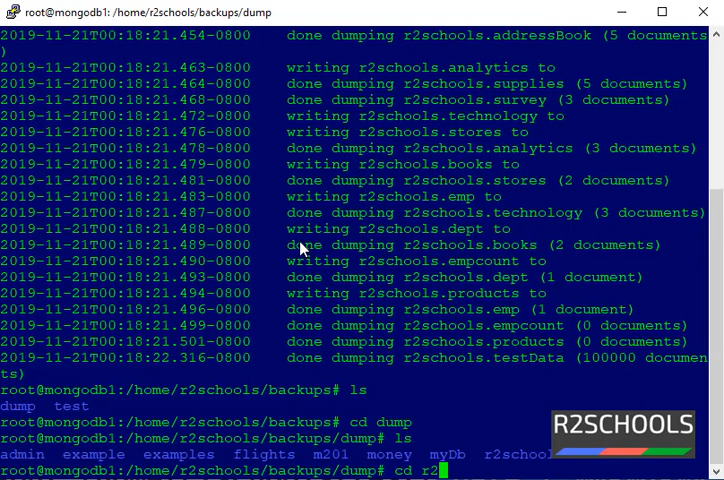 root@mongodb1: /home/r2schools/backups/dump
2019-11-21T00:18:21.454-0800    done dumping r2schools.addressBook (5 documents
)
2019-11-21T00:18:21.463-0800    writing r2schools.analytics to
2019-11-21T00:18:21.464-0800    done dumping r2schools.supplies (5 documents)
2019-11-21T00:18:21.468-0800    done dumping r2schools.survey (3 documents)
2019-11-21T00:18:21.472-0800    writing r2schools.technology to
2019-11-21T00:18:21.476-0800    writing r2schools.stores to
2019-11-21T00:18:21.478-0800    done dumping r2schools.analytics (3 documents)
2019-11-21T00:18:21.479-0800    writing r2schools.books to
2019-11-21T00:18:21.481-0800    done dumping r2schools.stores (2 documents)
2019-11-21T00:18:21.483-0800    writing r2schools.emp to
2019-11-21T00:18:21.487-0800    done dumping r2schools.technology (3 documents)
2019-11-21T00:18:21.488-0800    writing r2schools.dept to
2019-11-21T00:18:21.489-0800    done dumping r2schools.books (2 documents)
2019-11-21T00:18:21.490-0800    writing r2schools.empcount to
2019-11-21T00:18:21.493-0800    done dumping r2schools.dept (1 document)
2019-11-21T00:18:21.494-0800    writing r2schools.products to
2019-11-21T00:18:21.496-0800    done dumping r2schools.emp (1 document)
2019-11-21T00:18:21.499-0800    done dumping r2schools.empcount (0 documents)
2019-11-21T00:18:21.501-0800    done dumping r2schools.products (0 documents)
2019-11-21T00:18:22.316-0800    done dumping r2schools.testData (100000 documen
ts)
root@mongodb1:/home/r2schools/backups# ls
dump  test
root@mongodb1:/home/r2schools/backups# cd dump
root@mongodb1:/home/r2schools/backups/dump# ls
admin  example  examples  flights  m201  money  myDb
root@mongodb1:/home/r2schools/backups/dump# cd r2
R2SCHOOLS